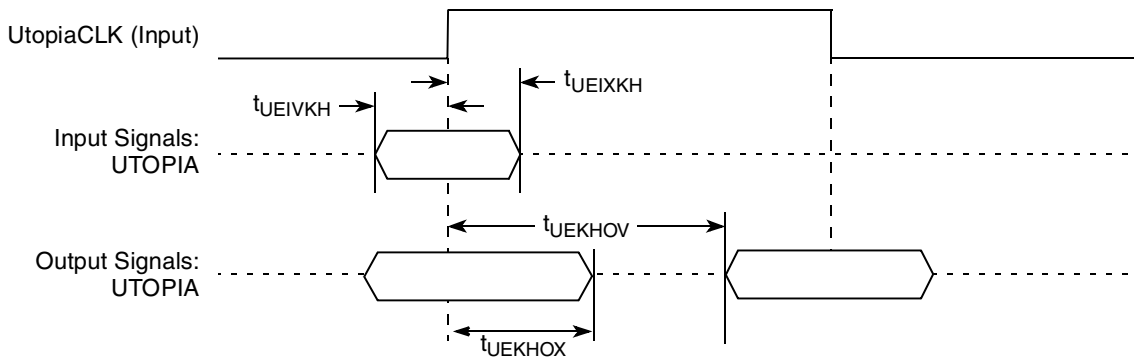 UtopiaCLK (Input)
tUEIXKH
tUEIVKH
Input Signals:
UTOPIA
tUEKHOV
Output Signals:
UTOPIA
tUEKHOX